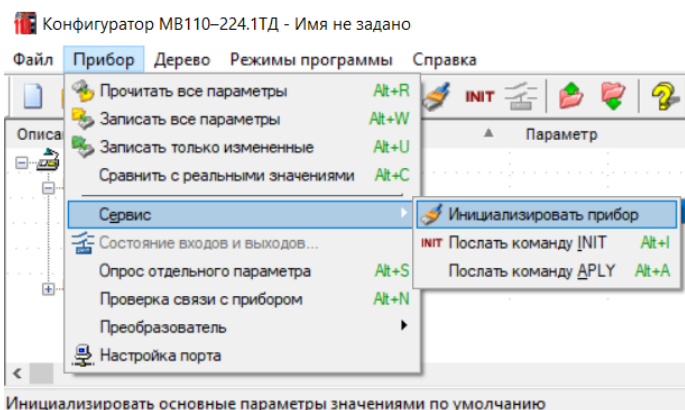 Конфигуратор МВ110–224.1ТД - Имя не задано
Файл Прибор Дерево Режимы программы Справка
Прочитать все параметры Alt+R
INIT
Записать все параметры Alt+W
Параметр
Записать только измененные Alt+U
Сравнить с реальными значениями Alt+C
Сервис
Инициализировать прибор
Состояние входов и выходов...
INIT Послать команду INIT Alt+I
Опрос отдельного параметра Alt+S
Послать команду APLY Alt+A
Проверка связи с прибором Alt+N
Преобразователь
Настройка порта
Инициализировать основные параметры значениями по умолчанию